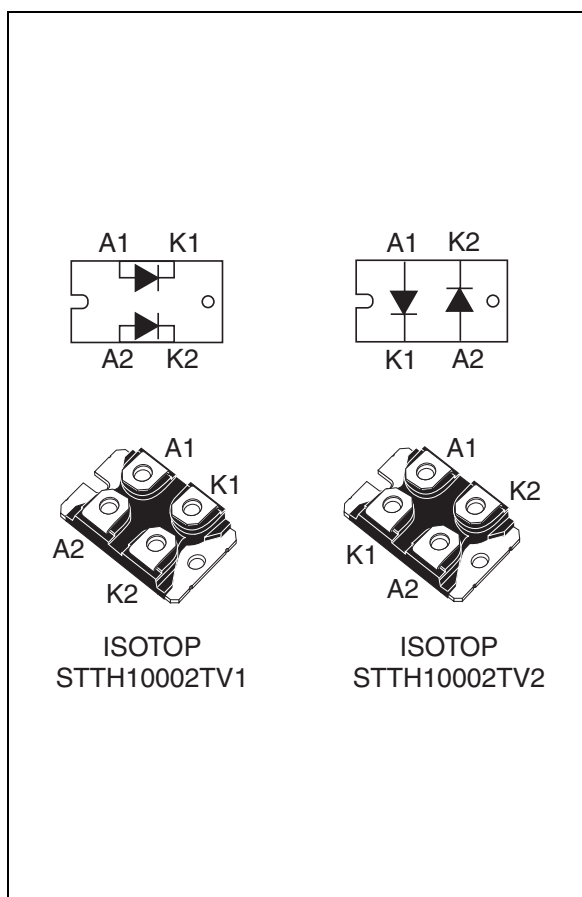 A1 K1
A2 K2
A1 K2
K1 A2
A1
K1
A2
K2
A1
K2
K1
A2
ISOTOP
STTH10002TV1
ISOTOP
STTH10002TV2